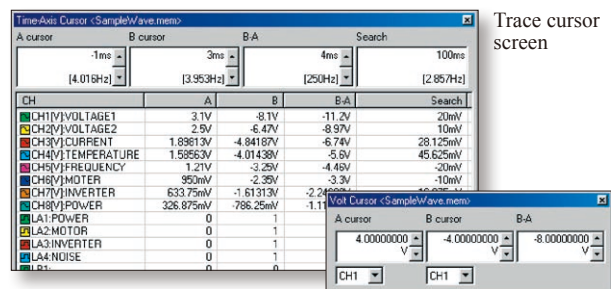 Time-Axis Cursor <SampleWave.mem>
A cursor B cursor B-A Search
-1ms 3ms 4ms 100ms
[4.016Hz] [3.953Hz] [250Hz] [2.857Hz]
CH A B B-A Search
CH1[V]:VOLTAGE1 3.1V -8.1V -11.2V 20mV
CH2[V]:VOLTAGE2 2.5V -6.47V -8.97V 10mV
CH3[V]:CURRENT 1.89813V -4.84187V -6.74V 28.125mV
CH4[V]:TEMPERATURE 1.58563V -4.01438V -5.6V 45.625mV
CH5[V]:FREQUENCY 1.21V -3.25V -4.46V -20mV
CH6[V]:MOTER 950mV -2.35V -3.3V -10mV
CH7[V]:INVERTER 633.75mV -1.61313V
CH8[V]:POWER 326.875mV -786.25mV -1.11
LA1:POWER 0 1
LA2:MOTOR 0 1
LA3:INVERTER 0 1
LA4:NOISE 0 1
LB1: 0 1
Trace cursor
screen
Volt Cursor <SampleWave.mem>
A cursor B cursor B-A
4.00000000 -4.00000000 -8.00000000
V V V
CH1 CH1